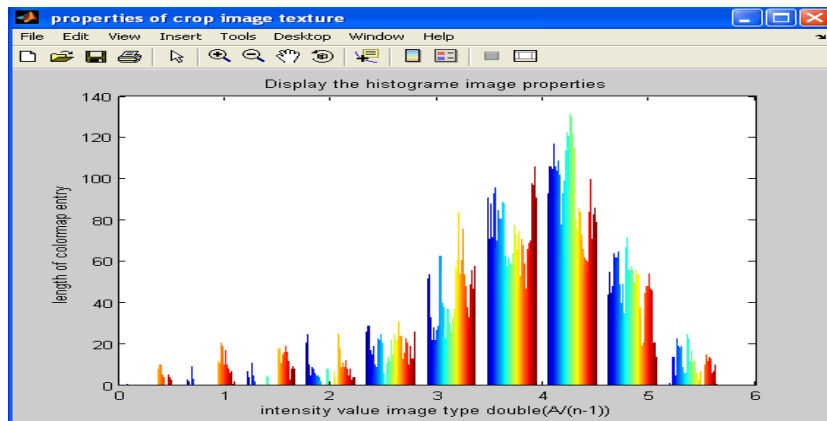 properties of crop image texture
File Edit View Insert Tools Desktop Window Help
Display the histograme image properties
140
120
100
80
60
40
20
0
length of colormap entry
0 1 2 3 4 5 6
intensity value image type double(A/(n-1))